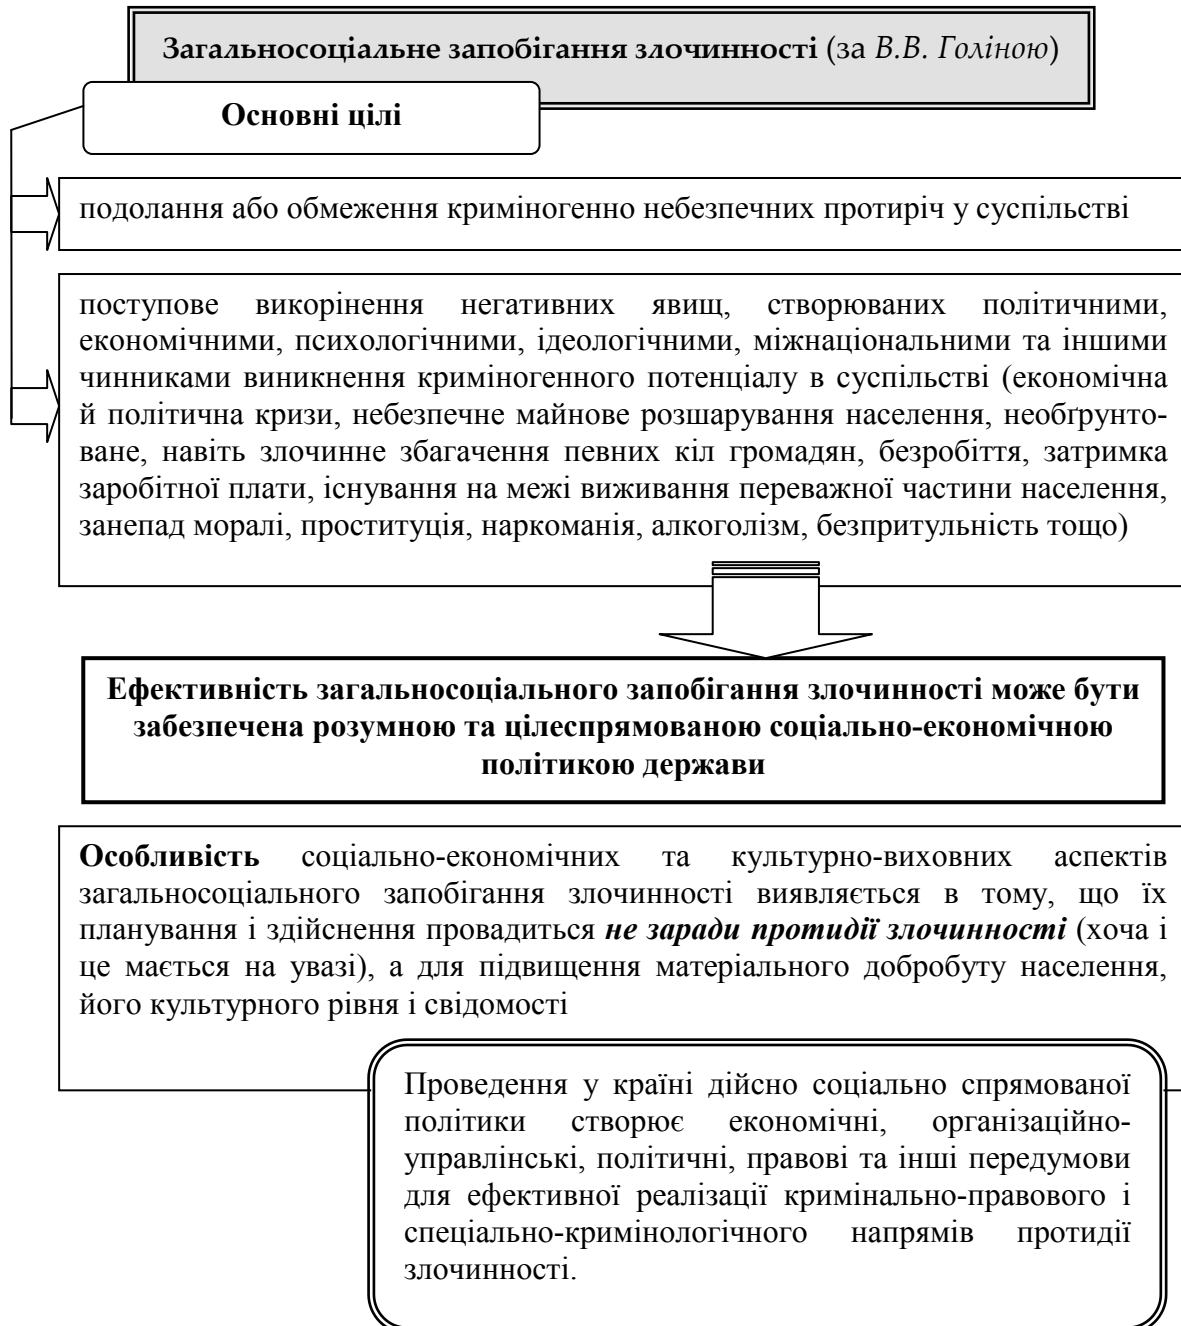 Загальносоціальне запобігання злочинності (за В.В. Голіною)
Основні цілі
подолання або обмеження криміногенно небезпечних протиріч у суспільстві
поступове викорінення негативних явищ, створюваних політичними,
економічними, психологічними, ідеологічними, міжнаціональними та іншими
чинниками виникнення криміногенного потенціалу в суспільстві (економічна
й політична кризи, небезпечне майнове розшарування населення, необґрунто-
ване, навіть злочинне збагачення певних кіл громадян, безробіття, затримка
заробітної плати, існування на межі виживання переважної частини населення,
занепад моралі, проституція, наркоманія, алкоголізм, безпритульність тощо)
Ефективність загальносоціального запобігання злочинності може бути
забезпечена розумною та цілеспрямованою соціально-економічною
політикою держави
Особливість соціально-економічних та культурно-виховних аспектів
загальносоціального запобігання злочинності виявляється в тому, що їх
планування і здійснення провадиться не заради протидії злочинності (хоча і
це мається на увазі), а для підвищення матеріального добробуту населення,
його культурного рівня і свідомості
Проведення у країні дійсно соціально спрямованої
політики створює економічні, організаційно-
управлінські, політичні, правові та інші передумови
для ефективної реалізації кримінально-правового і
спеціально-кримінологічного напрямів протидії
злочинності.